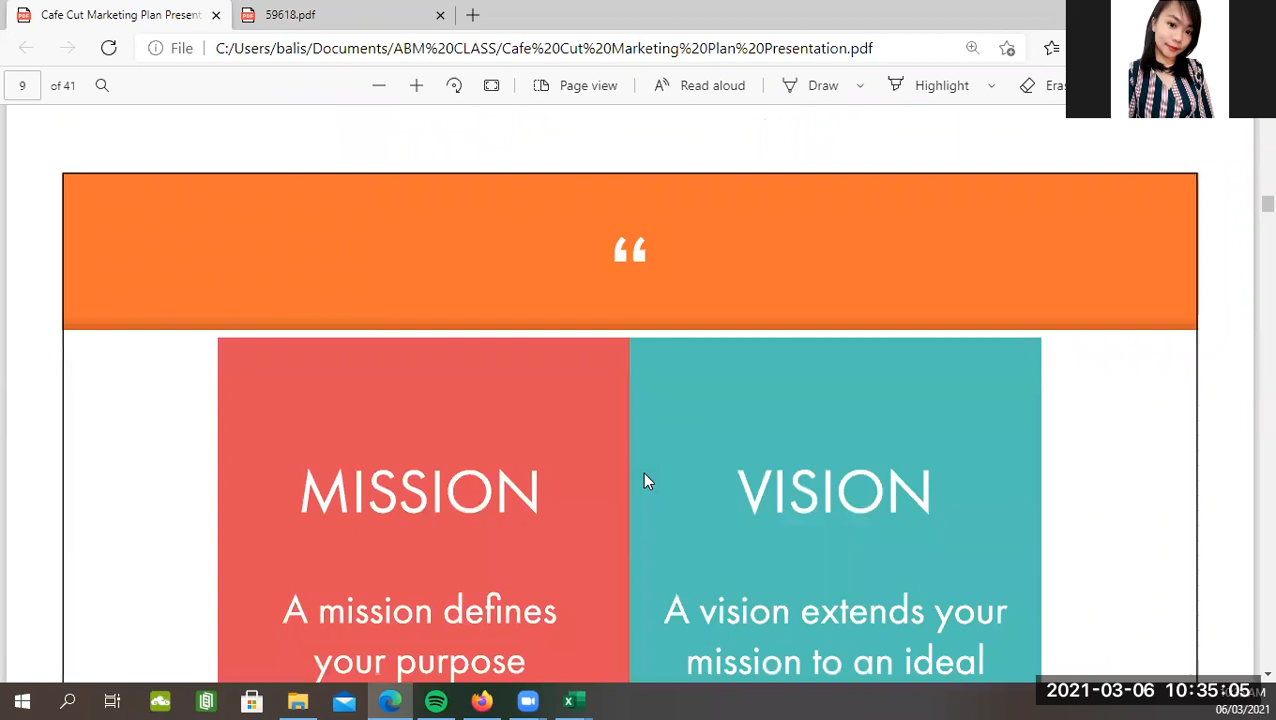 Cafe Cut Marketing Plan Present
59618.pdf
File
C:/Users/balis/Documents/ABM%20CLASS/Cafe%20Cut%20Marketing%20Plan%20Presentation.pdf
9 of 41
Page view
Read aloud
Draw
Highlight
Era
“
MISSION
VISION
A mission defines
your purpose
A vision extends your
mission to an ideal
2021-03-06 10:35:05
06/03/2021